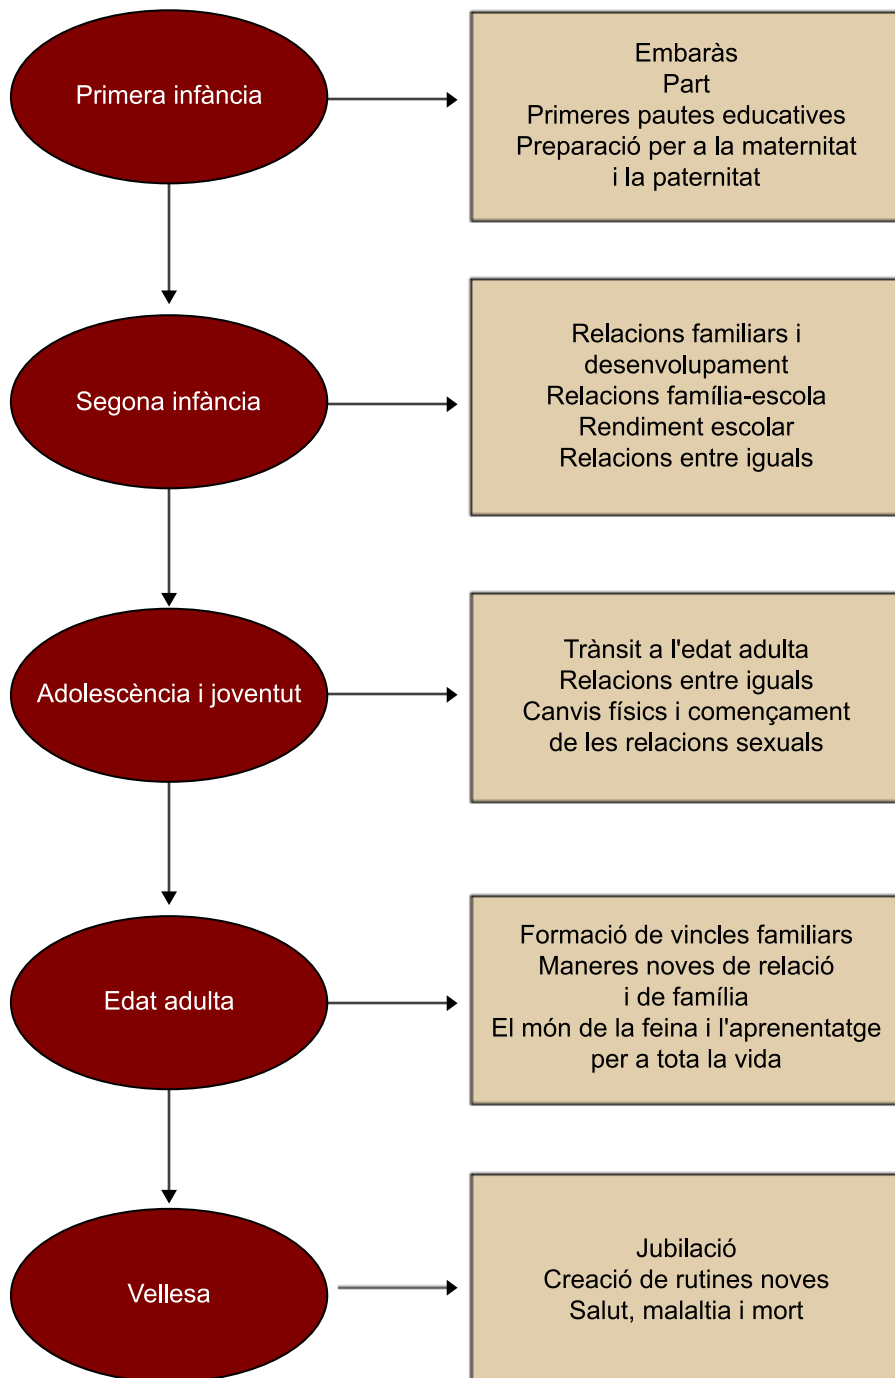 Primera infància
Embaràs
Part
Primeres pautes educatives
Preparació per a la maternitat
i la paternitat
Segona infància
Relacions familiars i
desenvolupament
Relacions família-escola
Rendiment escolar
Relacions entre iguals
Adolescència i joventut
Trànsit a l'edat adulta
Relacions entre iguals
Canvis físics i començament
de les relacions sexuals
Edat adulta
Formació de vincles familiars
Maneres noves de relació
i de família
El món de la feina i l'aprenentatge
per a tota la vida
Vellesa
Jubilació
Creació de rutines noves
Salut, malaltia i mort